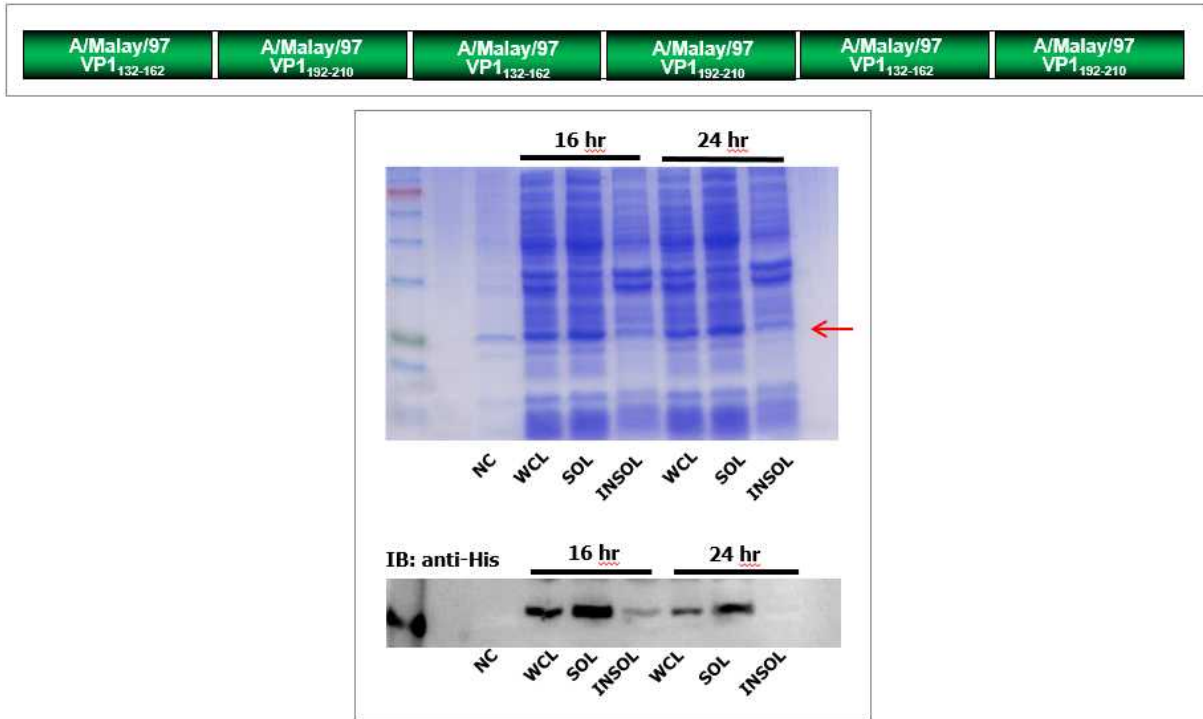 A/Malay/97 A/Malay/97 A/Malay/97 A/Malay/97 A/Malay/97 A/Malay/97
VP1132-162 VP1192-210 VP1132-162 VP1192-210 VP1132-162 VP1192-210
16 hr 24 hr
NC WCL SOL INSOL WCL SOL INSOL
IB: anti-His 16 hr 24 hr
NC WCL SOL INSOL WCL SOL INSOL